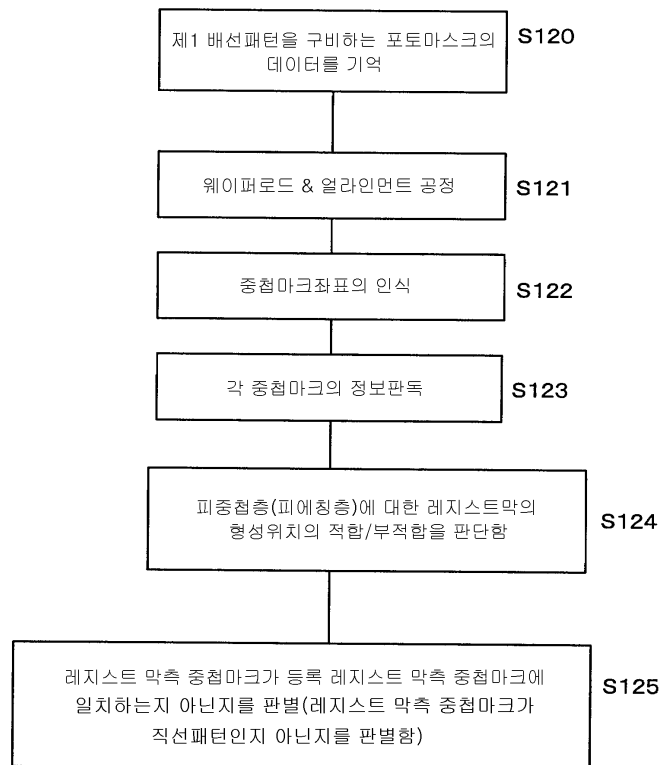 제1 배선패턴을 구비하는 포토마스크의
데이터를 기억
S120
웨이퍼로드 & 얼라인먼트 공정
S121
중첩마크좌표의 인식
S122
각 중첩마크의 정보판독
S123
피중첩층(피에칭층)에 대한 레지스트막의
형성위치의 적합/부적합을 판단함
S124
레지스트 막측 중첩마크가 등록 레지스트 막측 중첩마크에
일치하는지 아닌지를 판별(레지스트 막측 중첩마크가
직선패턴인지 아닌지를 판별함)
S125